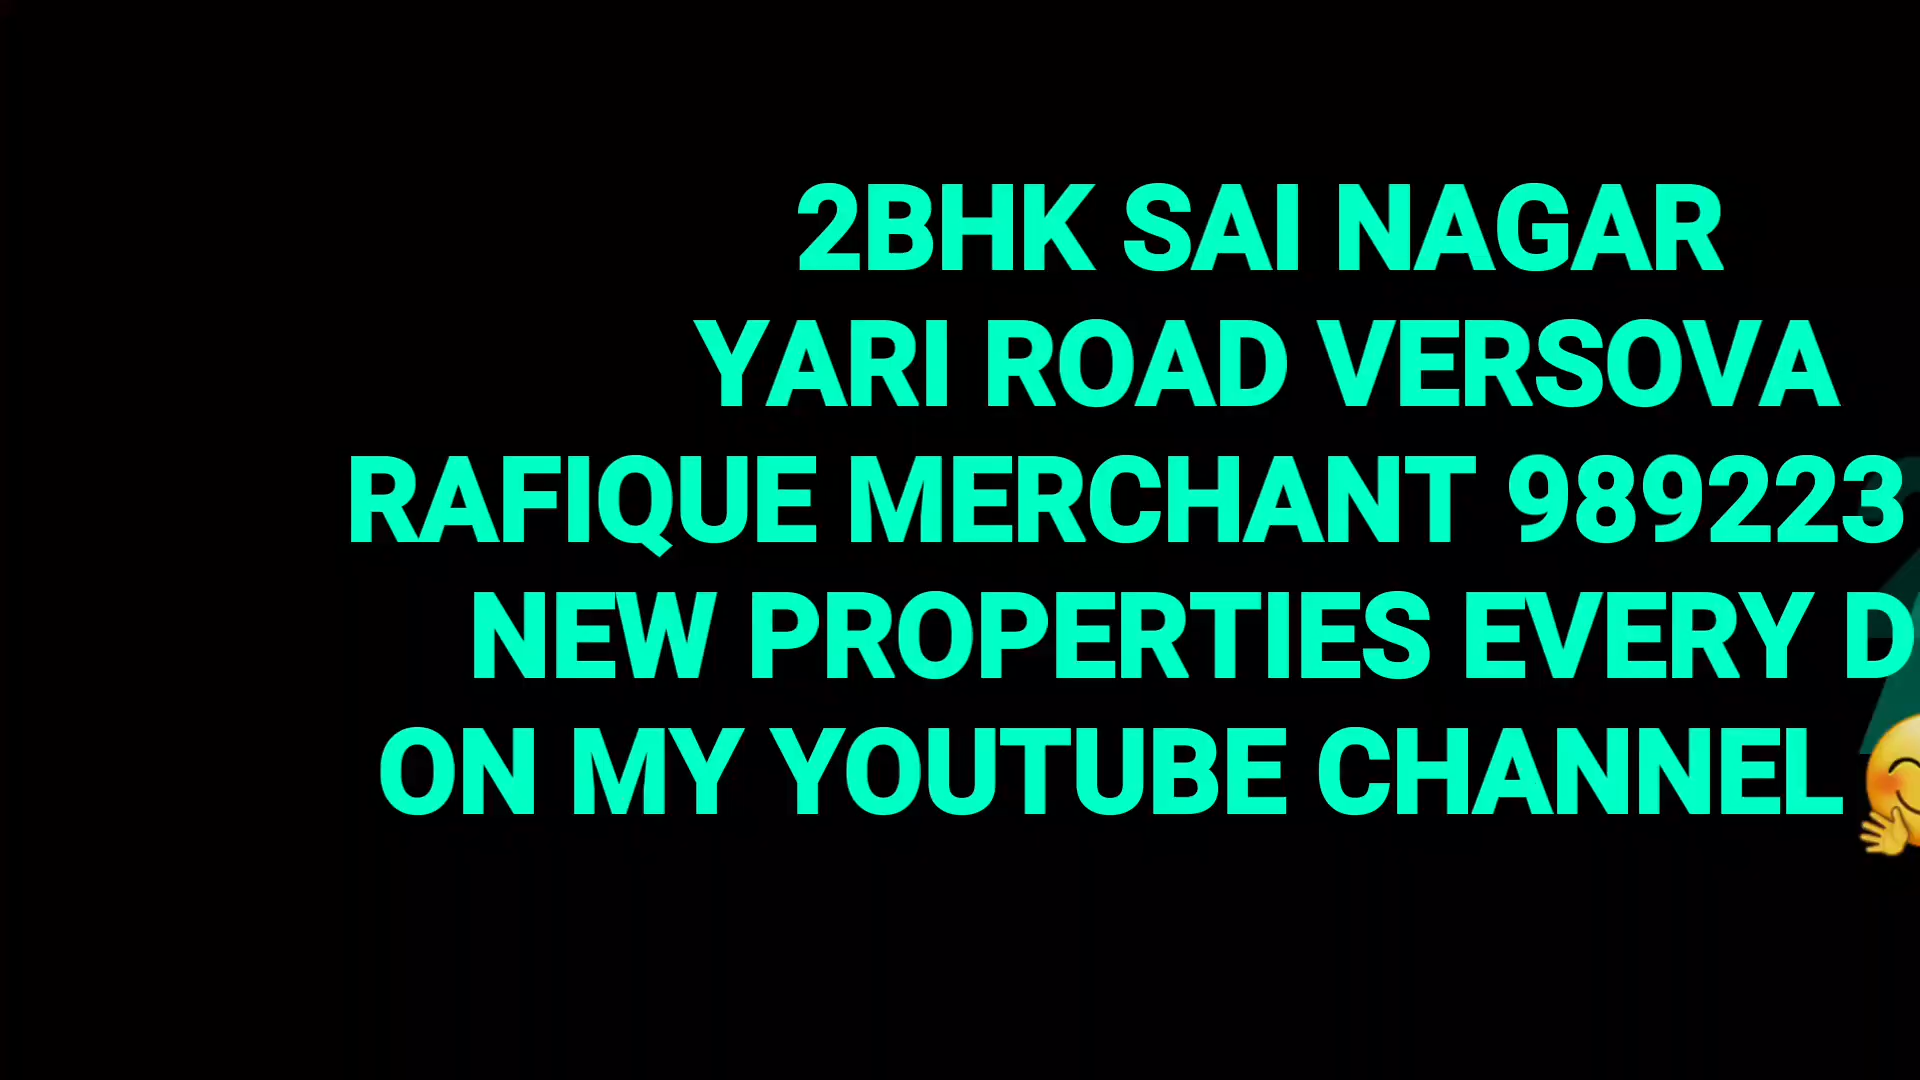 2BHK SAI NAGAR
YARI ROAD VERSOVA
RAFIQUE MERCHANT 989223
NEW PROPERTIES EVERY D
ON MY YOUTUBE CHANNEL🤗